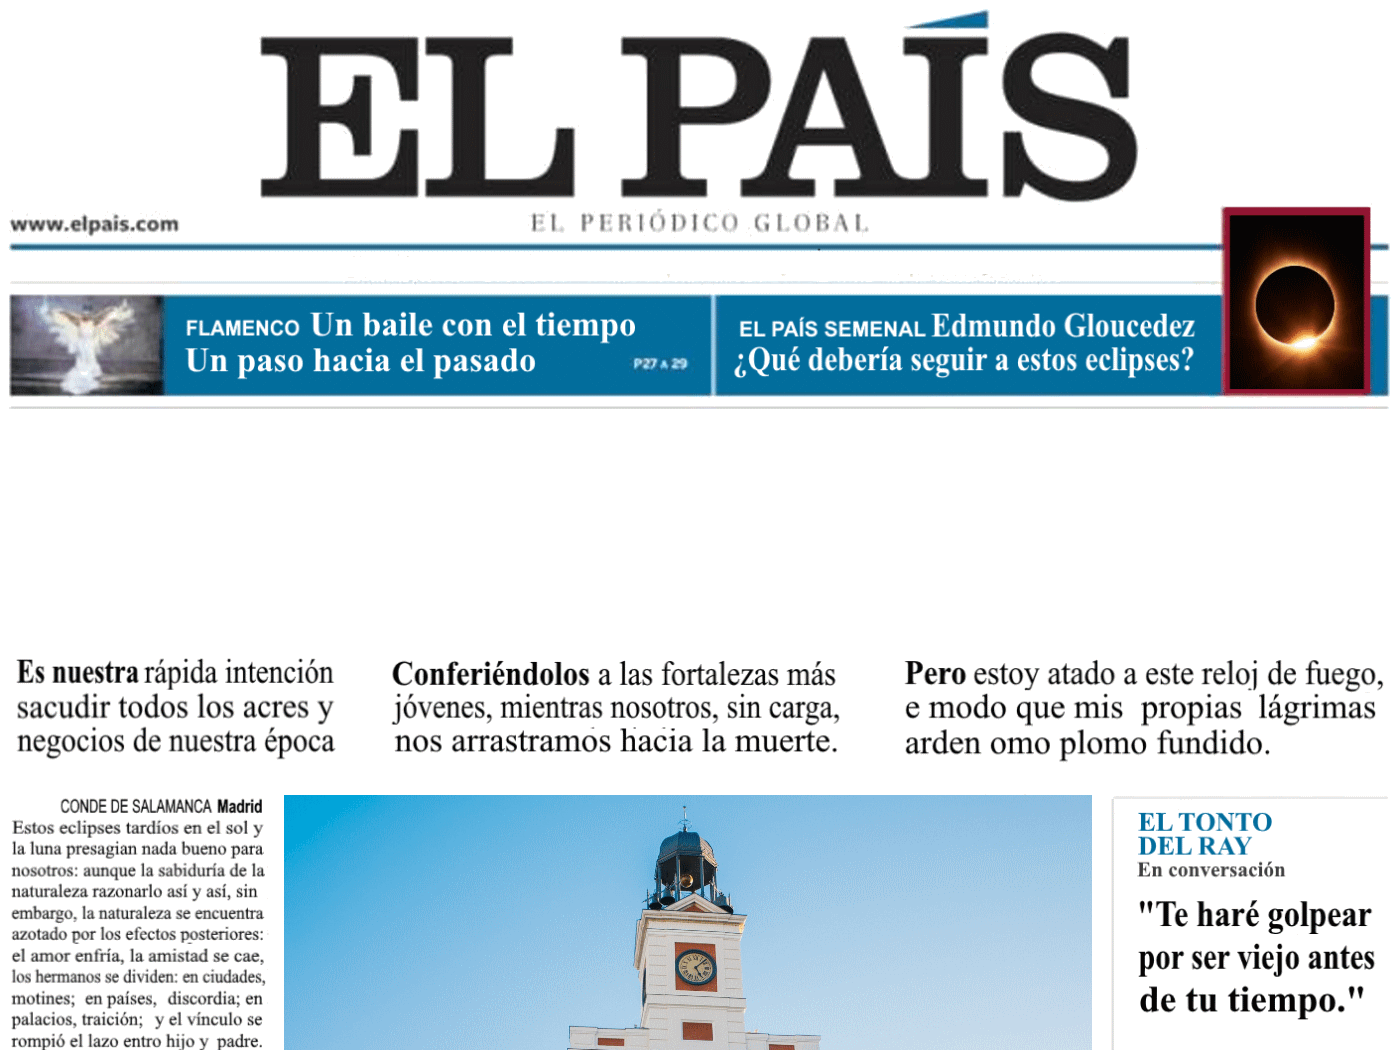 EL PAÍS
www.elpais.com
EL PERIÓDICO GLOBAL
FLAMENCO Un baile con el tiempo
Un paso hacia el pasado
P27 A 29
EL PAÍS SEMENAL Edmundo Gloucedez
¿Qué debería seguir a estos eclipses?
Es nuestra rápida intención
sacudir todos los acres y
negocios de nuestra época
Conferiéndolos a las fortalezas más
jóvenes, mientras nosotros, sin carga,
nos arrastramos hacia la muerte.
Pero estoy atado a este reloj de fuego,
e modo que mis propias lágrimas
arden omo plomo fundido.
CONDE DE SALAMANCA Madrid
Estos eclipses tardíos en el sol y
la luna presagian nada bueno para
nosotros: aunque la sabiduría de la
naturaleza razonarlo así y así, sin
embargo, la naturaleza se encuentra
azotado por los efectos posteriores:
el amor enfría, la amistad se cae,
los hermanos se dividen: en ciudades,
motines; en países, discordia; en
palacios, traición; y el vínculo se
rompió el lazo entro hijo y padre.
EL TONTO
DEL RAY
En conversación
"Te haré golpear
por ser viejo antes
de tu tiempo."